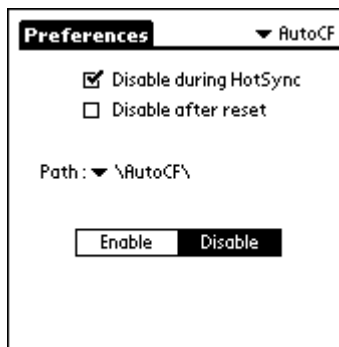 Preferences AutoCF
Disable during HotSync
Disable after reset
Path: \AutoCF\
Enable Disable